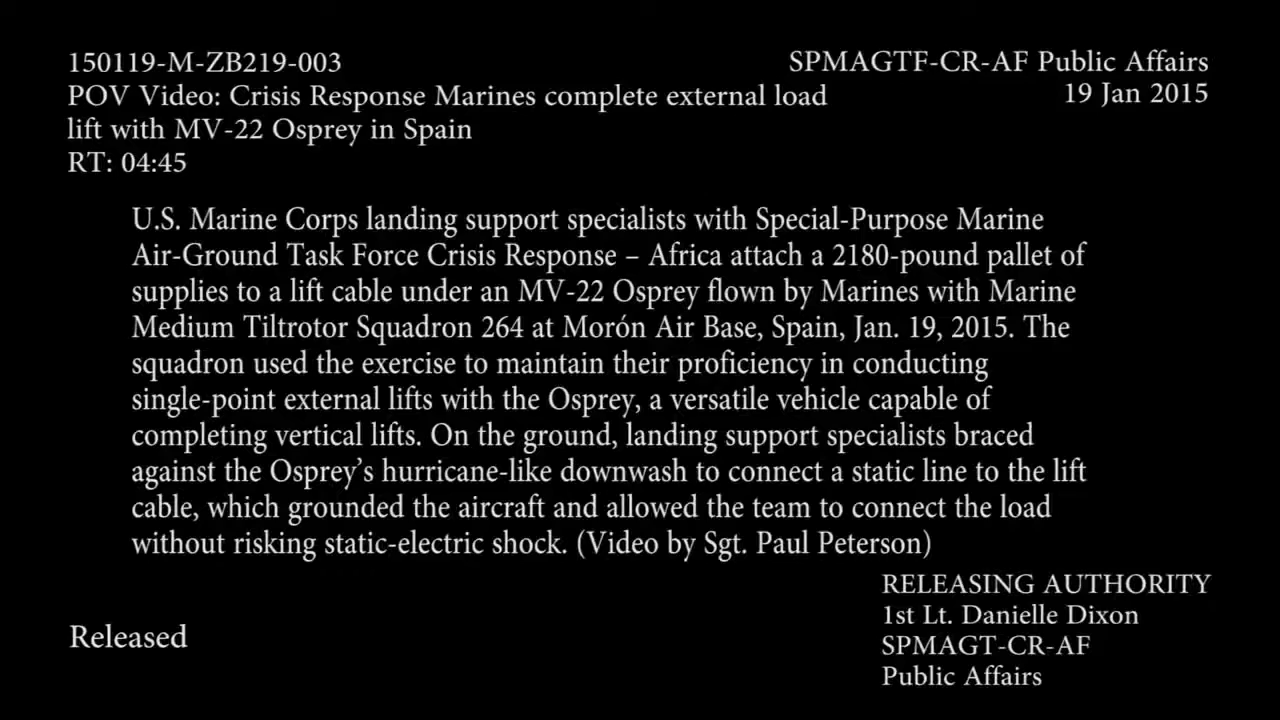 150119-M-ZB219-003
POV Video: Crisis Response Marines complete external load
lift with MV-22 Osprey in Spain
RT: 04:45
SPMAGTF-CR-AF Public Affairs
19 Jan 2015
U.S. Marine Corps landing support specialists with Special-Purpose Marine
Air-Ground Task Force Crisis Response – Africa attach a 2180-pound pallet of
supplies to a lift cable under an MV-22 Osprey flown by Marines with Marine
Medium Tiltrotor Squadron 264 at Morón Air Base, Spain, Jan. 19, 2015. The
squadron used the exercise to maintain their proficiency in conducting
single-point external lifts with the Osprey, a versatile vehicle capable of
completing vertical lifts. On the ground, landing support specialists braced
against the Osprey’s hurricane-like downwash to connect a static line to the lift
cable, which grounded the aircraft and allowed the team to connect the load
without risking static-electric shock. (Video by Sgt. Paul Peterson)
Released
RELEASING AUTHORITY
1st Lt. Danielle Dixon
SPMAGT-CR-AF
Public Affairs